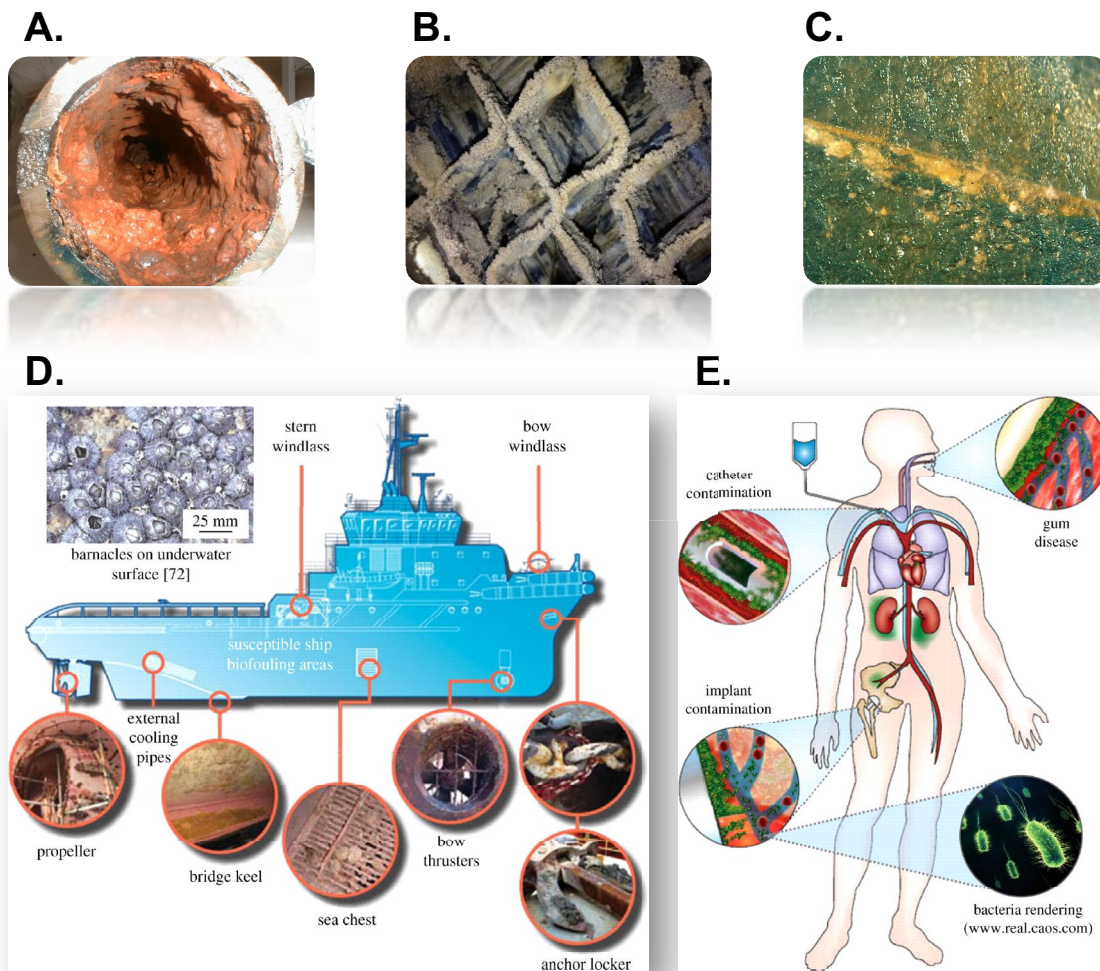 A.
B.
C.
D.
E.
25 mm
barnacles on underwater
surface [72]
stern
windlass
bow
windlass
susceptible ship
biofouling areas
external
cooling
pipes
propeller
bridge keel
sea chest
bow
thrusters
anchor locker
catheter
contamination
gum
disease
implant
contamination
bacteria rendering
(www.real.caos.com)